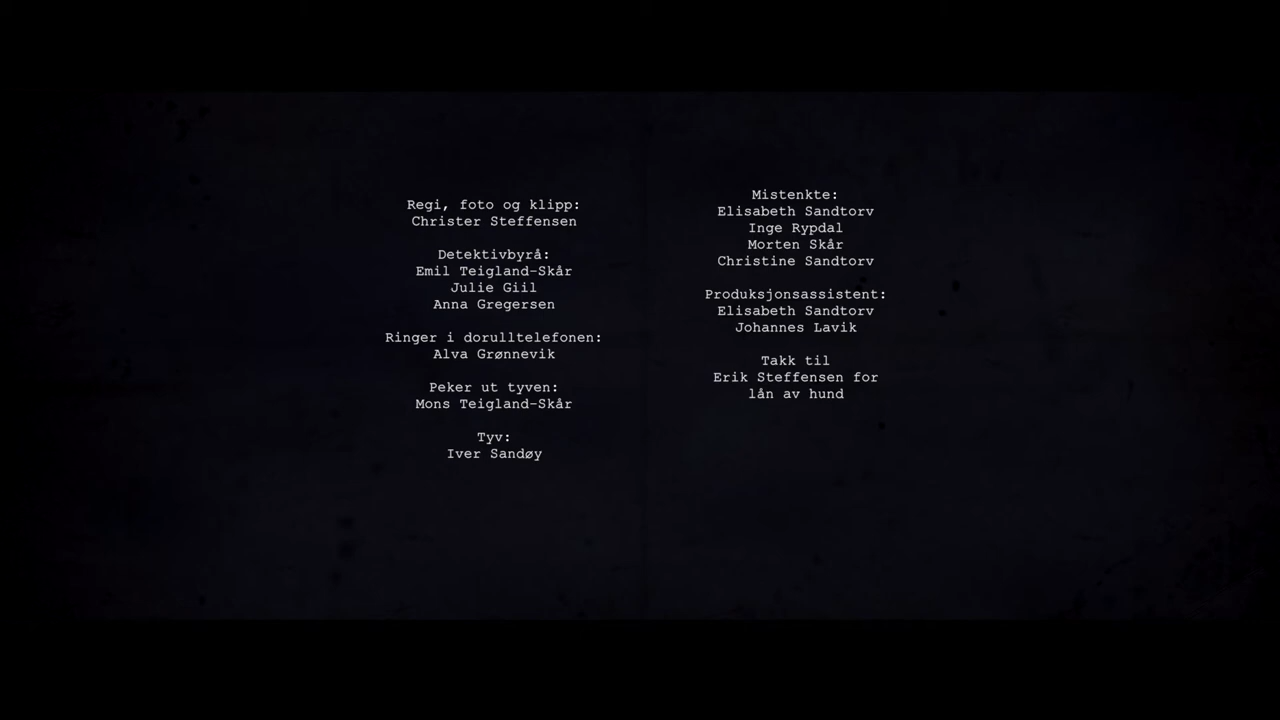 Regi, foto og klipp:
Christer Steffensen
Detektivbyrå:
Emil Teigland-Skår
Julie Giil
Anna Gregersen
Ringer i dorulltelefonen:
Alva Grønnevik
Peker ut tyven:
Mons Teigland-Skår
Tyv:
Iver Sandøy
Mistenkte:
Elisabeth Sandtorv
Inge Rypdal
Morten Skår
Christine Sandtorv
Produksjonsassistent:
Elisabeth Sandtorv
Johannes Lavik
Takk til
Erik Steffensen for
lån av hund